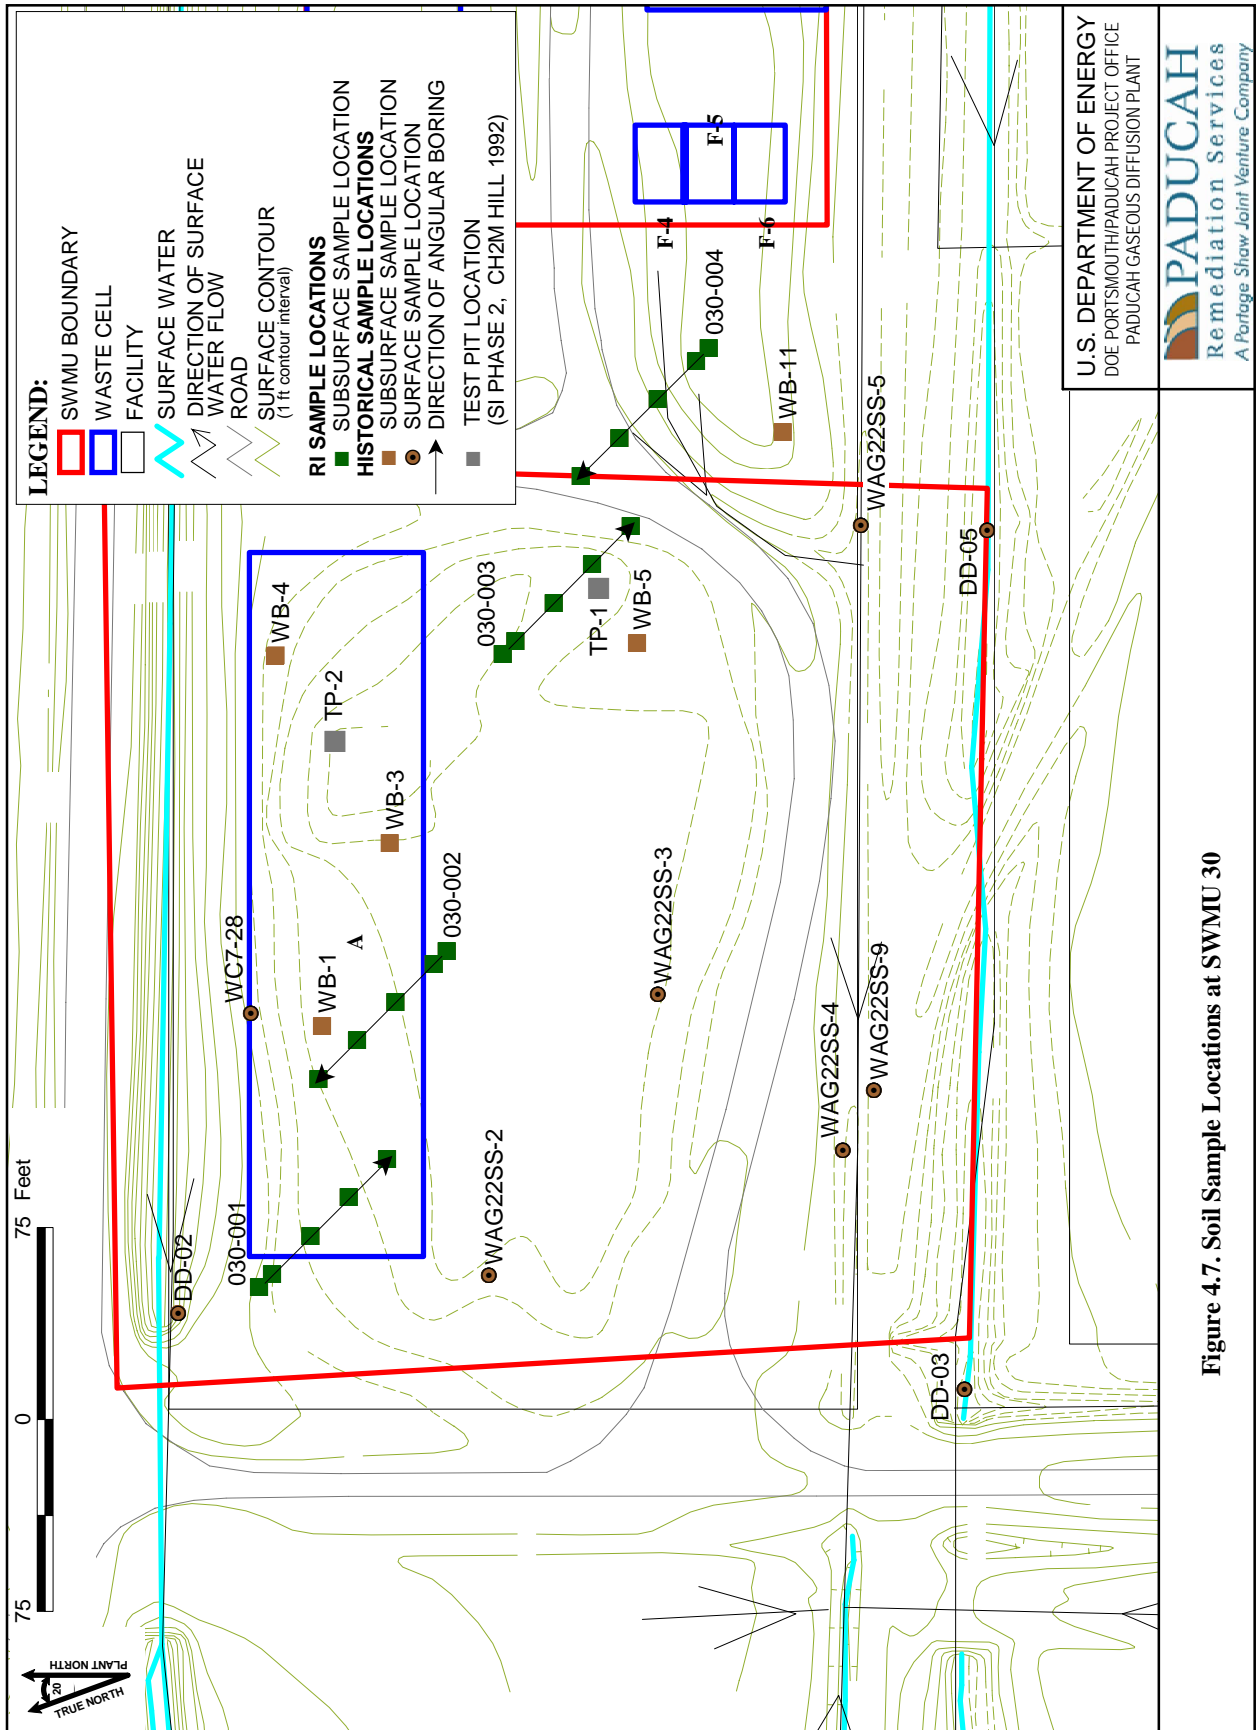 LEGEND:
SWMU BOUNDARY
WASTE CELL
FACILITY
SURFACE WATER
DIRECTION OF SURFACE
WATER FLOW
ROAD
SURFACE CONTOUR
(1 ft contour interval)
RI SAMPLE LOCATIONS
SUBSURFACE SAMPLE LOCATION
HISTORICAL SAMPLE LOCATIONS
SUBSURFACE SAMPLE LOCATION
SURFACE SAMPLE LOCATION
DIRECTION OF ANGULAR BORING
TEST PIT LOCATION
(SI PHASE 2, CH2M HILL 1992)
75 0 75 Feet
PLANT NORTH
20
TRUE NORTH
DD-02
030-001
WC7-28
WB-1
A
WB-3
TP-2
WB-4
030-002
WAG22SS-2
030-003
TP-1
WB-5
WAG22SS-3
F-4
F-5
F-6
030-004
WB-11
WAG22SS-4
WAG22SS-9
WAG22SS-5
DD-03
DD-05
U.S. DEPARTMENT OF ENERGY
DOE PORTSMOUTH/PADUCAH PROJECT OFFICE
PADUCAH GASEOUS DIFFUSION PLANT
PADUCAH
Remediation Services
A Portage Shaw Joint Venture Company
Figure 4.7. Soil Sample Locations at SWMU 30